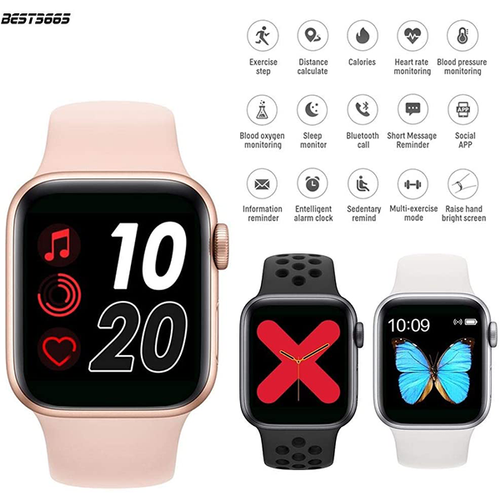 BEST3665
Exercise
step
Distance
calculate
Calories
Heart rate
monitoring
Blood pressure
monitoring
Blood oxygen
monitoring
Sleep
monitor
Bluetooth
call
Short Message
Reminder
APP
Social
APP
Information
reminder
Entelligent
alarm clock
Sedentary
remind
Multi-exercise
mode
Raise hand
bright screen
10
20
10:09